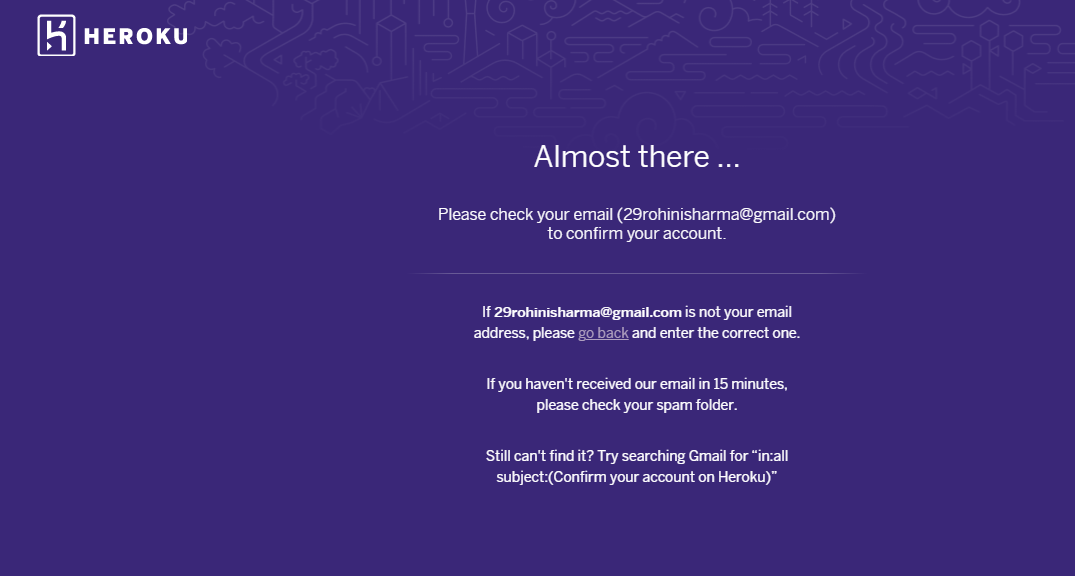 HEROKU
Almost there ...
Please check your email (29rohinisharma@gmail.com)
to confirm your account.
If 29rohinisharma@gmail.com is not your email
address, please go back and enter the correct one.
If you haven't received our email in 15 minutes,
please check your spam folder.
Still can't find it? Try searching Gmail for “in:all
subject:(Confirm your account on Heroku)”